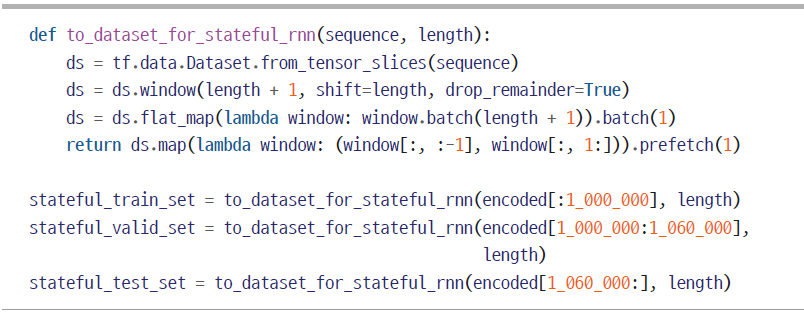 def to_dataset_for_stateful_rnn(sequence, length):
    ds = tf.data.Dataset.from_tensor_slices(sequence)
    ds = ds.window(length + 1, shift=length, drop_remainder=True)
    ds = ds.flat_map(lambda window: window.batch(length + 1)).batch(1)
    return ds.map(lambda window: (window[:, :-1], window[:, 1:])).prefetch(1)

stateful_train_set = to_dataset_for_stateful_rnn(encoded[:1_000_000], length)
stateful_valid_set = to_dataset_for_stateful_rnn(encoded[1_000_000:1_060_000],
                                                 length)
stateful_test_set = to_dataset_for_stateful_rnn(encoded[1_060_000:], length)